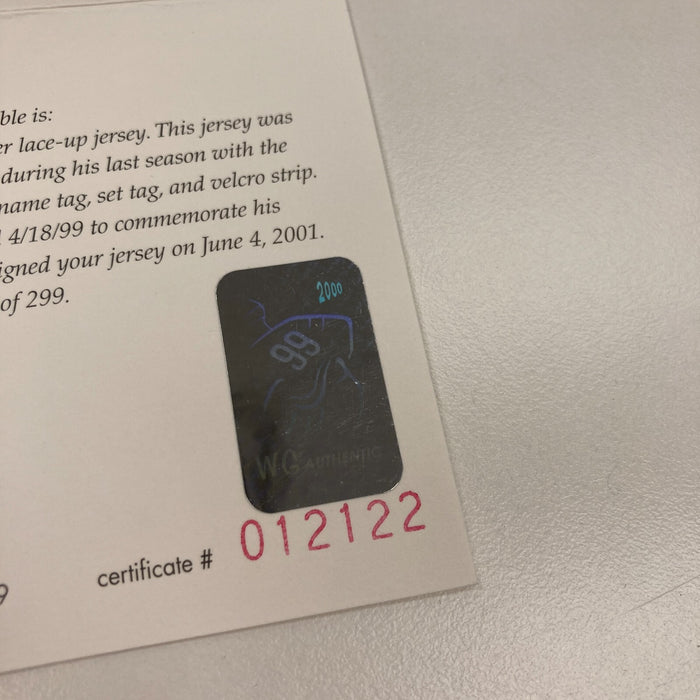 ble is:
er lace-up jersey. This jersey was
during his last season with the
name tag, set tag, and velcro strip.
4/18/99 to commemorate his
igned your jersey on June 4, 2001.
of 299.
2000
99
WG AUTHENTIC
012122
certificate #
9